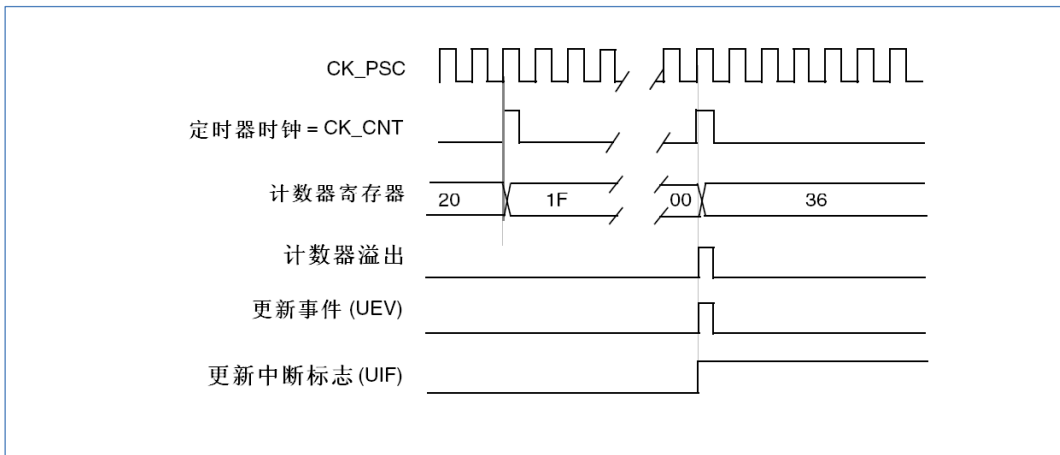 CK_PSC
定时器时钟 = CK_CNT
计数器寄存器 20 1F 00 36
计数器溢出
更新事件 (UEV)
更新中断标志 (UIF)